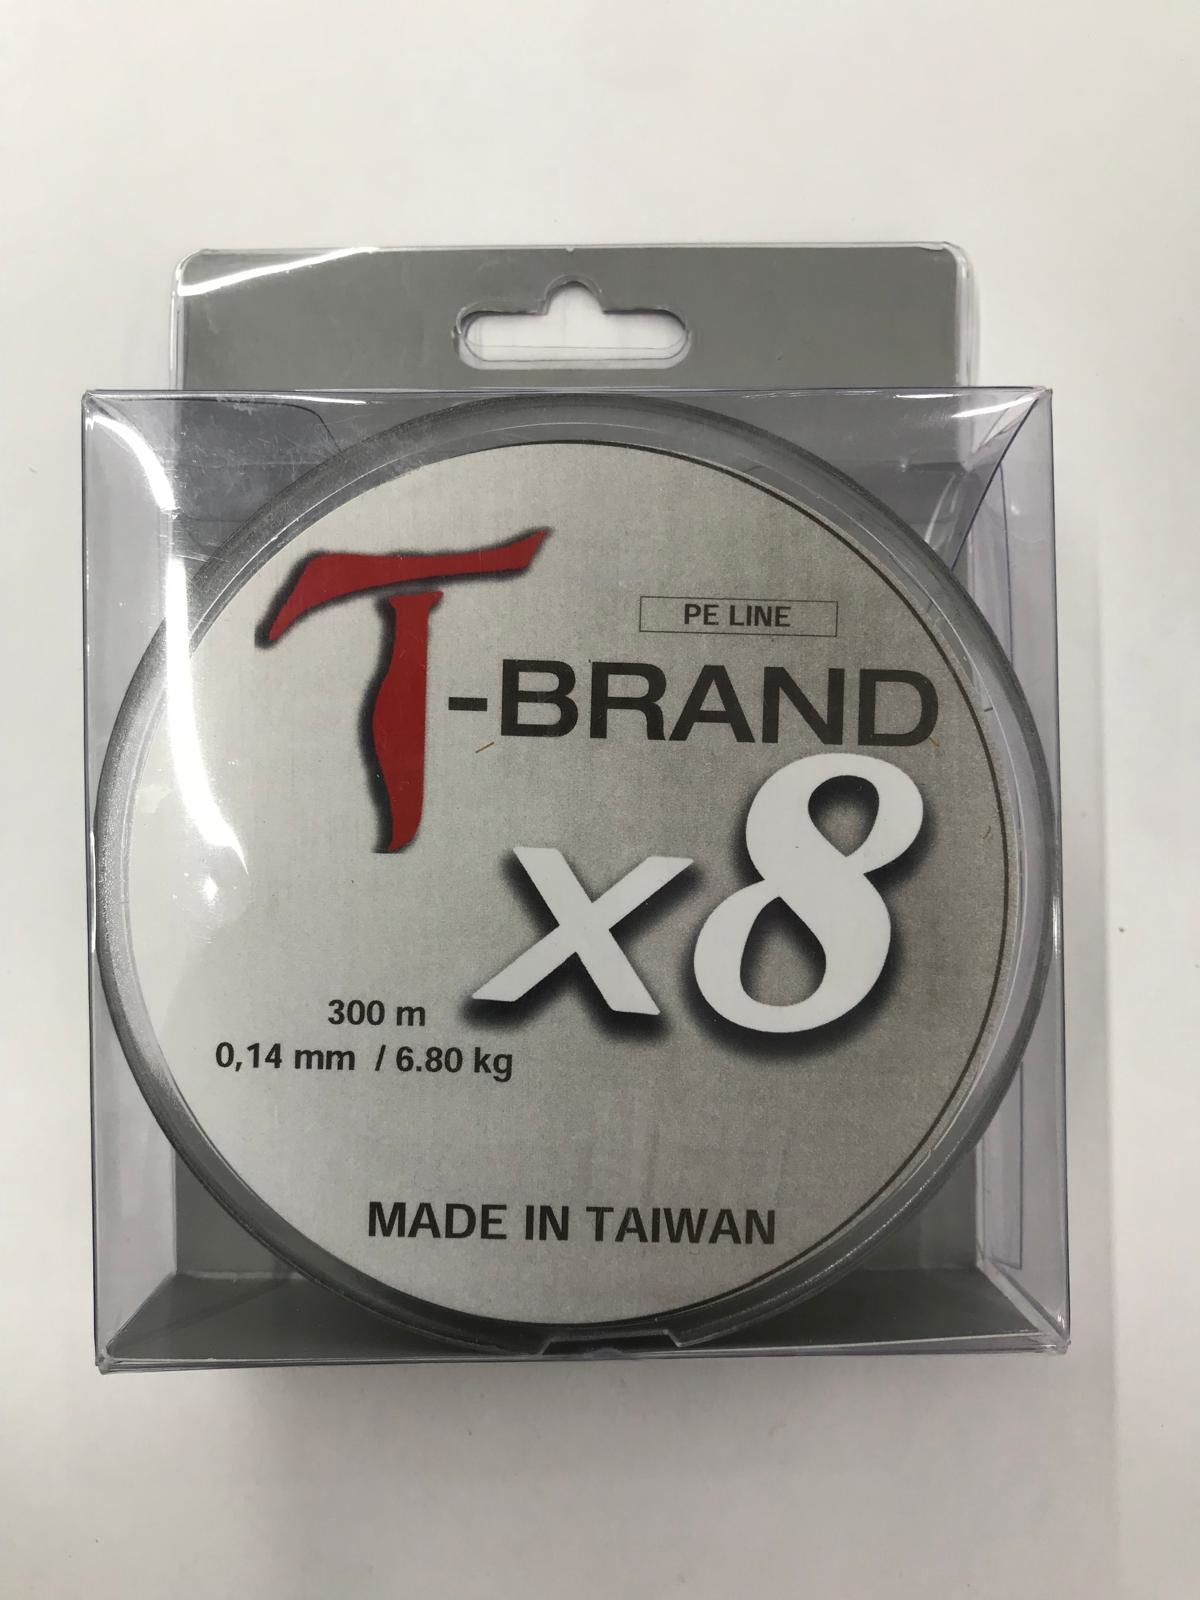 PE LINE
T-BRAND
x8
300 m
0,14 mm / 6.80 kg
MADE IN TAIWAN